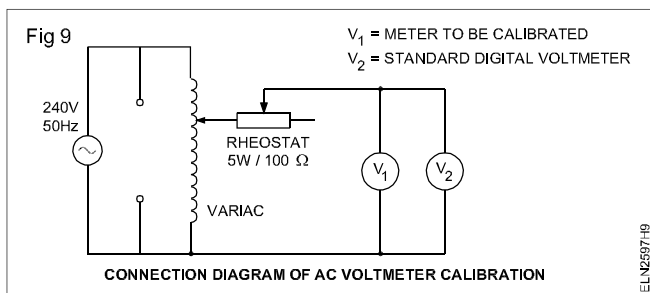 Fig 9
V₁ = METER TO BE CALIBRATED
V₂ = STANDARD DIGITAL VOLTMETER
240V
50Hz
RHEOSTAT
5W / 100 Ω
V₁
V₂
VARIAC
CONNECTION DIAGRAM OF AC VOLTMETER CALIBRATION
ELN2597H9